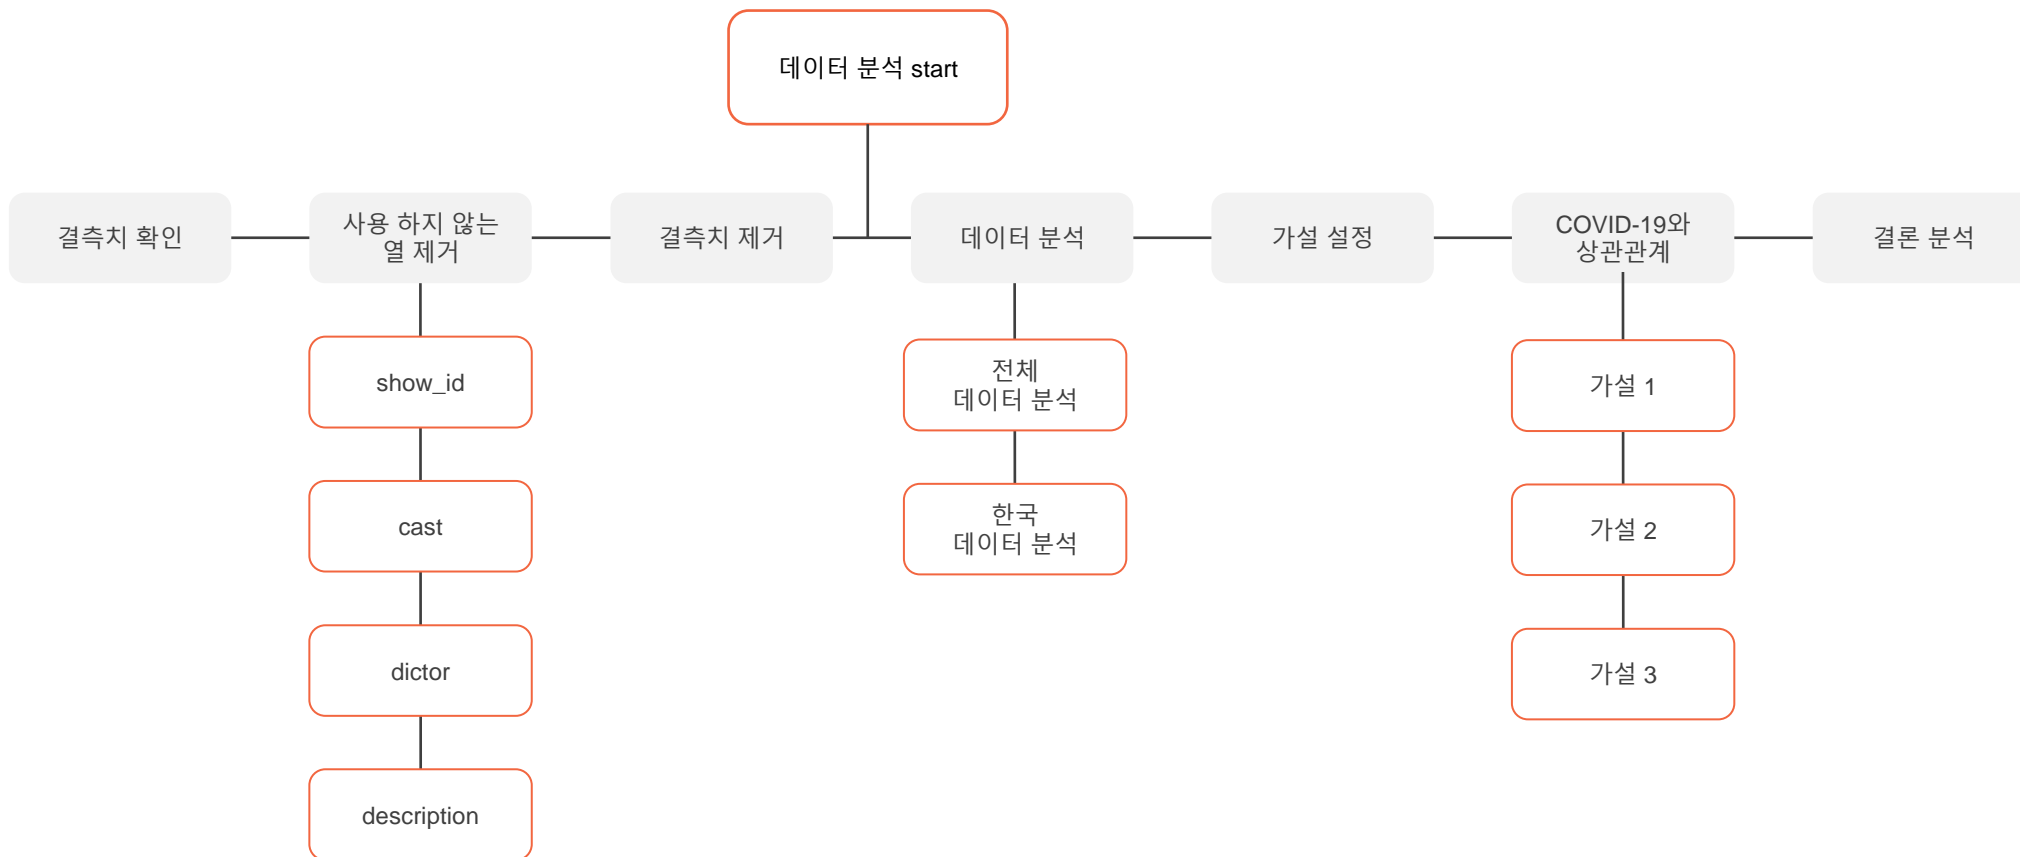 데이터 분석 start
결측치 확인
사용 하지 않는
열 제거
결측치 제거
데이터 분석
가설 설정
COVID-19와
상관관계
결론 분석
show_id
cast
dictor
description
전체
데이터 분석
한국
데이터 분석
가설 1
가설 2
가설 3